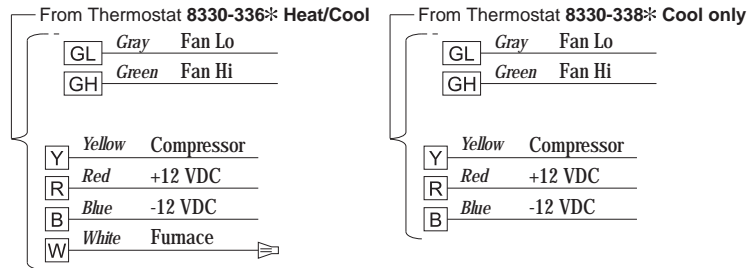 From Thermostat 8330-336✻ Heat/Cool
GL Gray Fan Lo
GH Green Fan Hi
Y Yellow Compressor
R Red +12 VDC
B Blue -12 VDC
W White Furnace
From Thermostat 8330-338✻ Cool only
GL Gray Fan Lo
GH Green Fan Hi
Y Yellow Compressor
R Red +12 VDC
B Blue -12 VDC